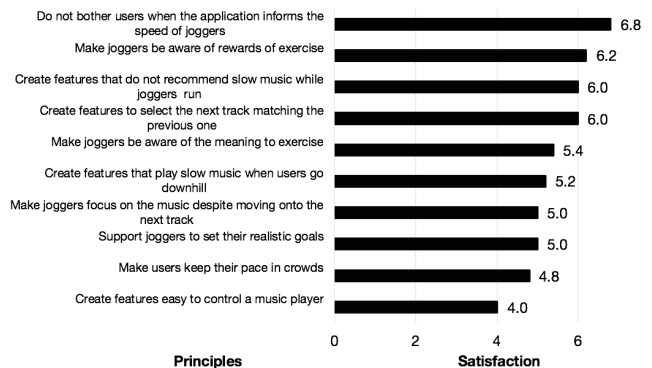 Do not bother users when the application informs the
speed of joggers
6.8
Make joggers be aware of rewards of exercise
6.2
Create features that do not recommend slow music while
joggers run
6.0
Create features to select the next track matching the
previous one
6.0
Make joggers be aware of the meaning to exercise
5.4
Create features that play slow music when users go
downhill
5.2
Make joggers focus on the music despite moving onto the
next track
5.0
Support joggers to set their realistic goals
5.0
Make users keep their pace in crowds
4.8
Create features easy to control a music player
4.0
0 2 4 6
Principles Satisfaction